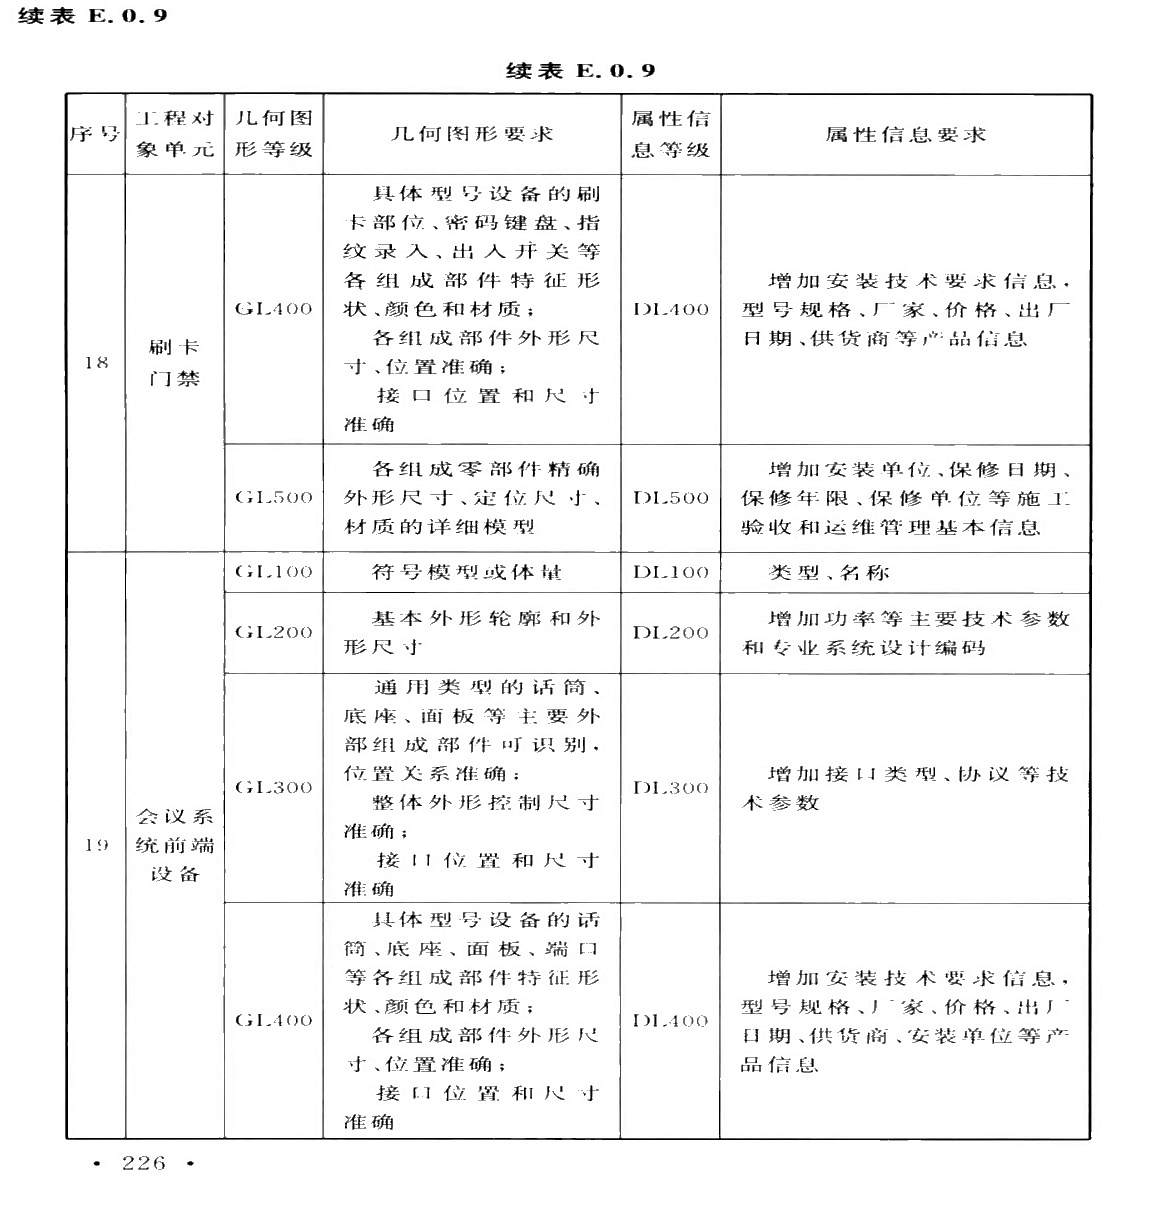 续表 E.0.9
续表 E.0.9
序号
工程对
象单元
几何图
形等级
几何图形要求
属性信
息等级
属性信息要求
18
刷卡
门禁
GL400
具体型号设备的刷
卡部位、密码键盘、指
纹录入、出入开关等
各组成部件特征形
状、颜色和材质；
各组成部件外形尺
寸、位置准确；
接口位置和尺寸
准确
DL400
增加安装技术要求信息，
型号规格、厂家、价格、出厂
日期、供货商等产品信息
GL500
各组成零部件精确
外形尺寸、定位尺寸、
材质的详细模型
DL500
增加安装单位、保修日期、
保修年限、保修单位等施工
验收和运维管理基本信息
19
会议系
统前端
设备
GL100
符号模型或体量
DL100
类型、名称
GL200
基本外形轮廓和外
形尺寸
DL200
增加功率等主要技术参数
和专业系统设计编码
GL300
通用类型的话筒、
底座、面板等主要外
部组成部件可识别，
位置关系准确；
整体外形控制尺寸
准确；
接口位置和尺寸
准确
DL300
增加接口类型、协议等技
术参数
GL400
具体型号设备的话
筒、底座、面板、端口
等各组成部件特征形
状、颜色和材质；
各组成部件外形尺
寸、位置准确；
接口位置和尺寸
准确
DL400
增加安装技术要求信息，
型号规格、厂家、价格、出厂
日期、供货商、安装单位等产
品信息
· 226 ·